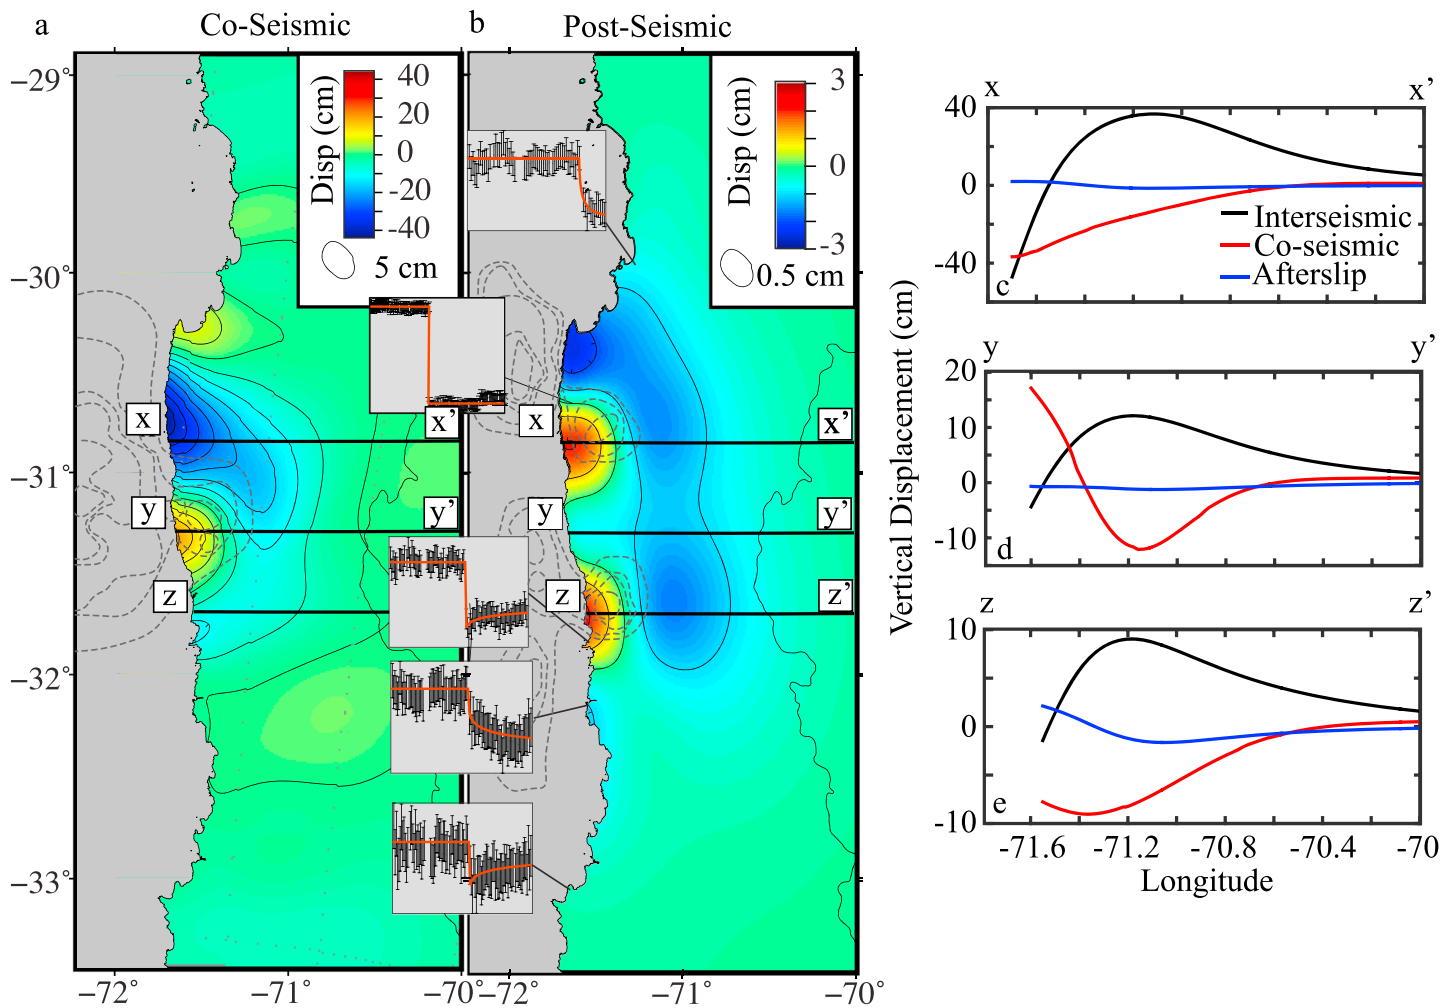 a
Co-Seismic
b
Post-Seismic
Disp (cm)
40
20
0
-20
-40
5 cm
Disp (cm)
3
0
-3
0.5 cm
−29°
−30°
−31°
−32°
−33°
x
x'
y
y'
z
z'
x
x'
y
y'
z
z'
−72°
−71°
−70°
−72°
−71°
−70°
Vertical Displacement (cm)
x
x'
40
0
-40
c
Interseismic
Co-seismic
Afterslip
y
y'
20
10
0
-10
d
z
z'
10
0
-10
e
-71.6
-71.2
-70.8
-70.4
-70
Longitude